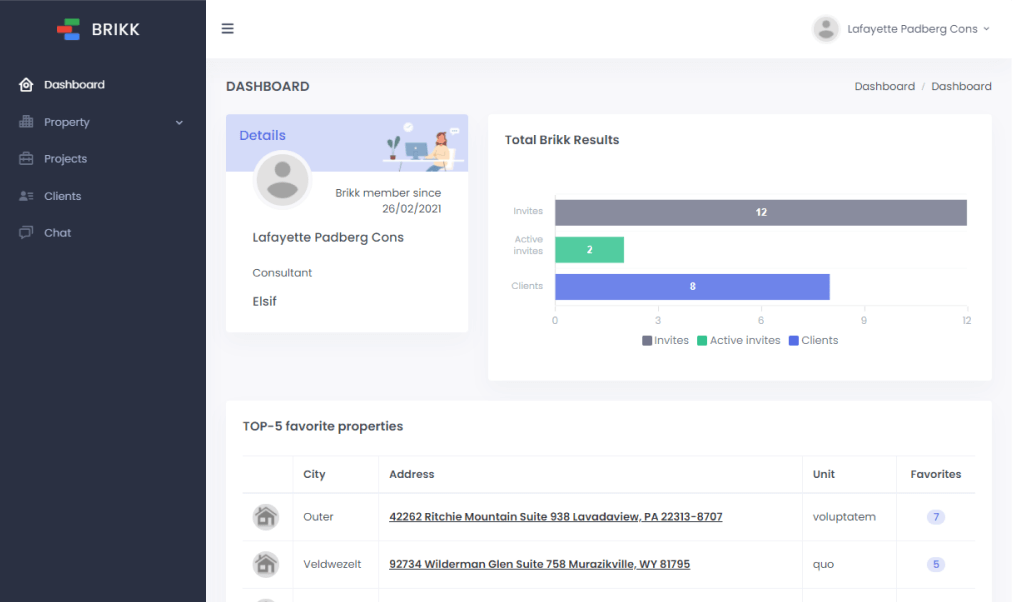 BRIKK
Lafayette Padberg Cons
Dashboard
Property
Projects
Clients
Chat
DASHBOARD
Dashboard / Dashboard
Details
Brikk member since
26/02/2021
Lafayette Padberg Cons
Consultant
Elsif
Total Brikk Results
Invites
12
Active
invites
2
Clients
8
0 3 6 9 12
Invites Active invites Clients
TOP-5 favorite properties
City Address Unit Favorites
Outer 42262 Ritchie Mountain Suite 938 Lavadaview, PA 22313-8707 voluptatem 7
Veldwezelt 92734 Wilderman Glen Suite 758 Murazikville, WY 81795 quo 5